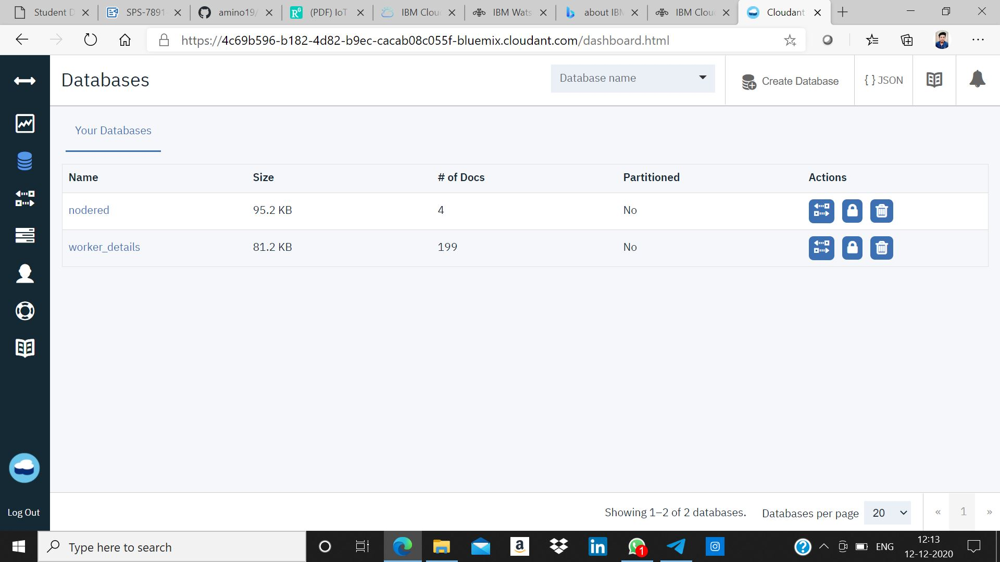 Student D
SPS-7891
amino19/
(PDF) IoT
IBM Clou
IBM Wats
about IBM
IBM Clou
Cloudant
https://4c69b596-b182-4d82-b9ec-cacab08c055f-bluemix.cloudant.com/dashboard.html
Databases
Database name
Create Database
{ } JSON
Your Databases
Name Size # of Docs Partitioned Actions
nodered 95.2 KB 4 No
worker_details 81.2 KB 199 No
Log Out
Showing 1–2 of 2 databases.
Databases per page 20
« 1 »
Type here to search
1
ENG
12:13
12-12-2020